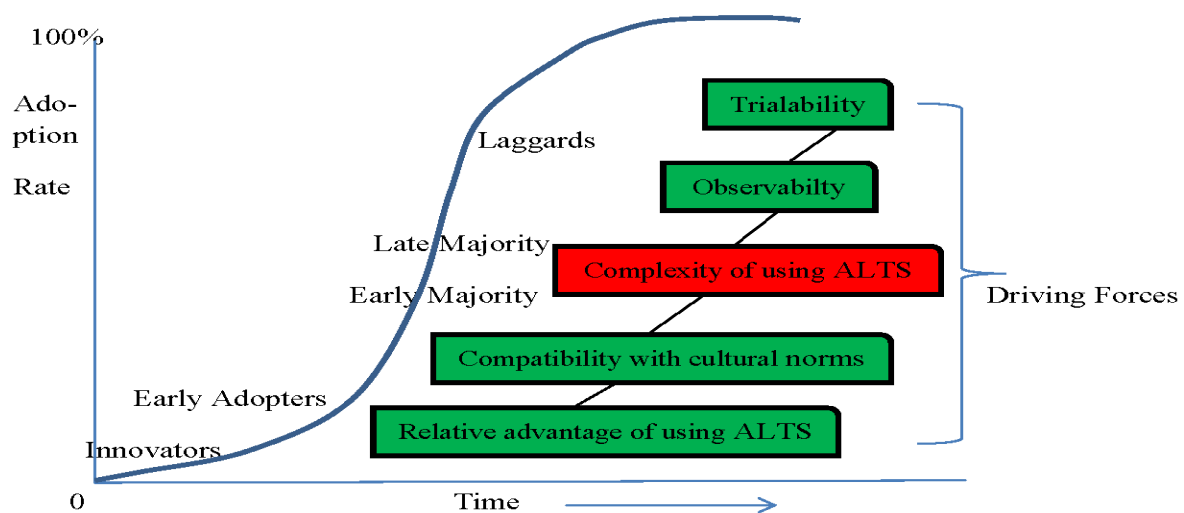 100%
Ado-
ption
Rate
Trialability
Laggards
Observabilty
Late Majority
Complexity of using ALTS
Early Majority
Driving Forces
Compatibility with cultural norms
Early Adopters
Relative advantage of using ALTS
Innovators
0
Time